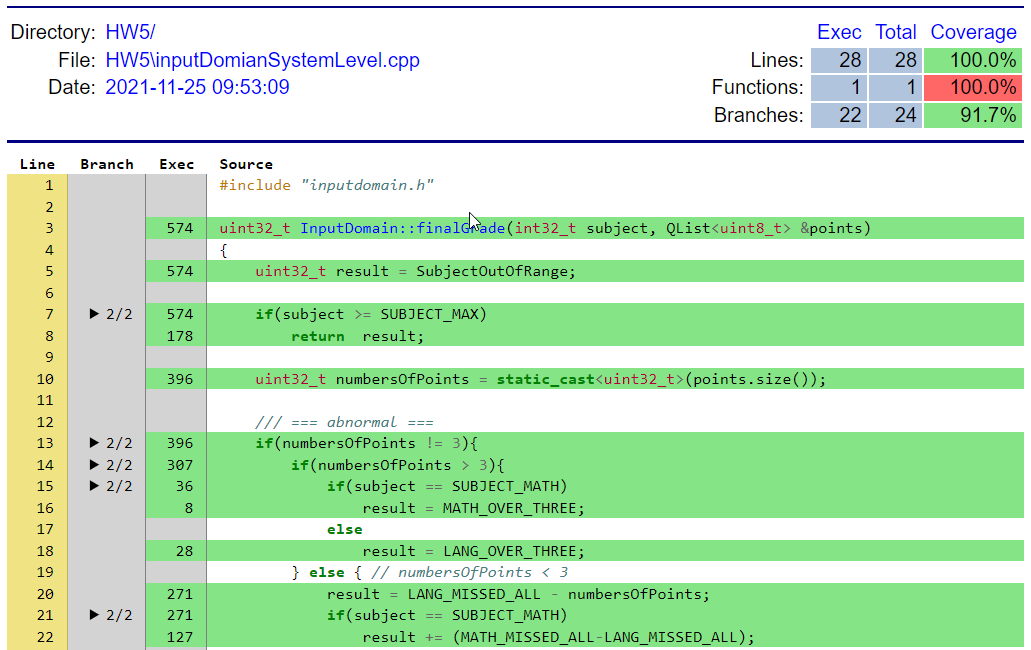 Directory: HW5/
File: HW5\inputDomianSystemLevel.cpp
Date: 2021-11-25 09:53:09
Exec Total Coverage
Lines: 28 28 100.0%
Functions: 1 1 100.0%
Branches: 22 24 91.7%
Line Branch Exec Source
1 #include "inputdomain.h"
2
3 574 uint32_t InputDomain::finalGrade(int32_t subject, QList<uint8_t> &points)
4 {
5 574 uint32_t result = SubjectOutOfRange;
6
7 ▶ 2/2 574 if(subject >= SUBJECT_MAX)
8 178 return result;
9
10 396 uint32_t numbersOfPoints = static_cast<uint32_t>(points.size());
11
12 /// === abnormal ===
13 ▶ 2/2 396 if(numbersOfPoints != 3){
14 ▶ 2/2 307 if(numbersOfPoints > 3){
15 ▶ 2/2 36 if(subject == SUBJECT_MATH)
16 8 result = MATH_OVER_THREE;
17 else
18 28 result = LANG_OVER_THREE;
19 } else { // numbersOfPoints < 3
20 271 result = LANG_MISSED_ALL - numbersOfPoints;
21 ▶ 2/2 271 if(subject == SUBJECT_MATH)
22 127 result += (MATH_MISSED_ALL-LANG_MISSED_ALL);